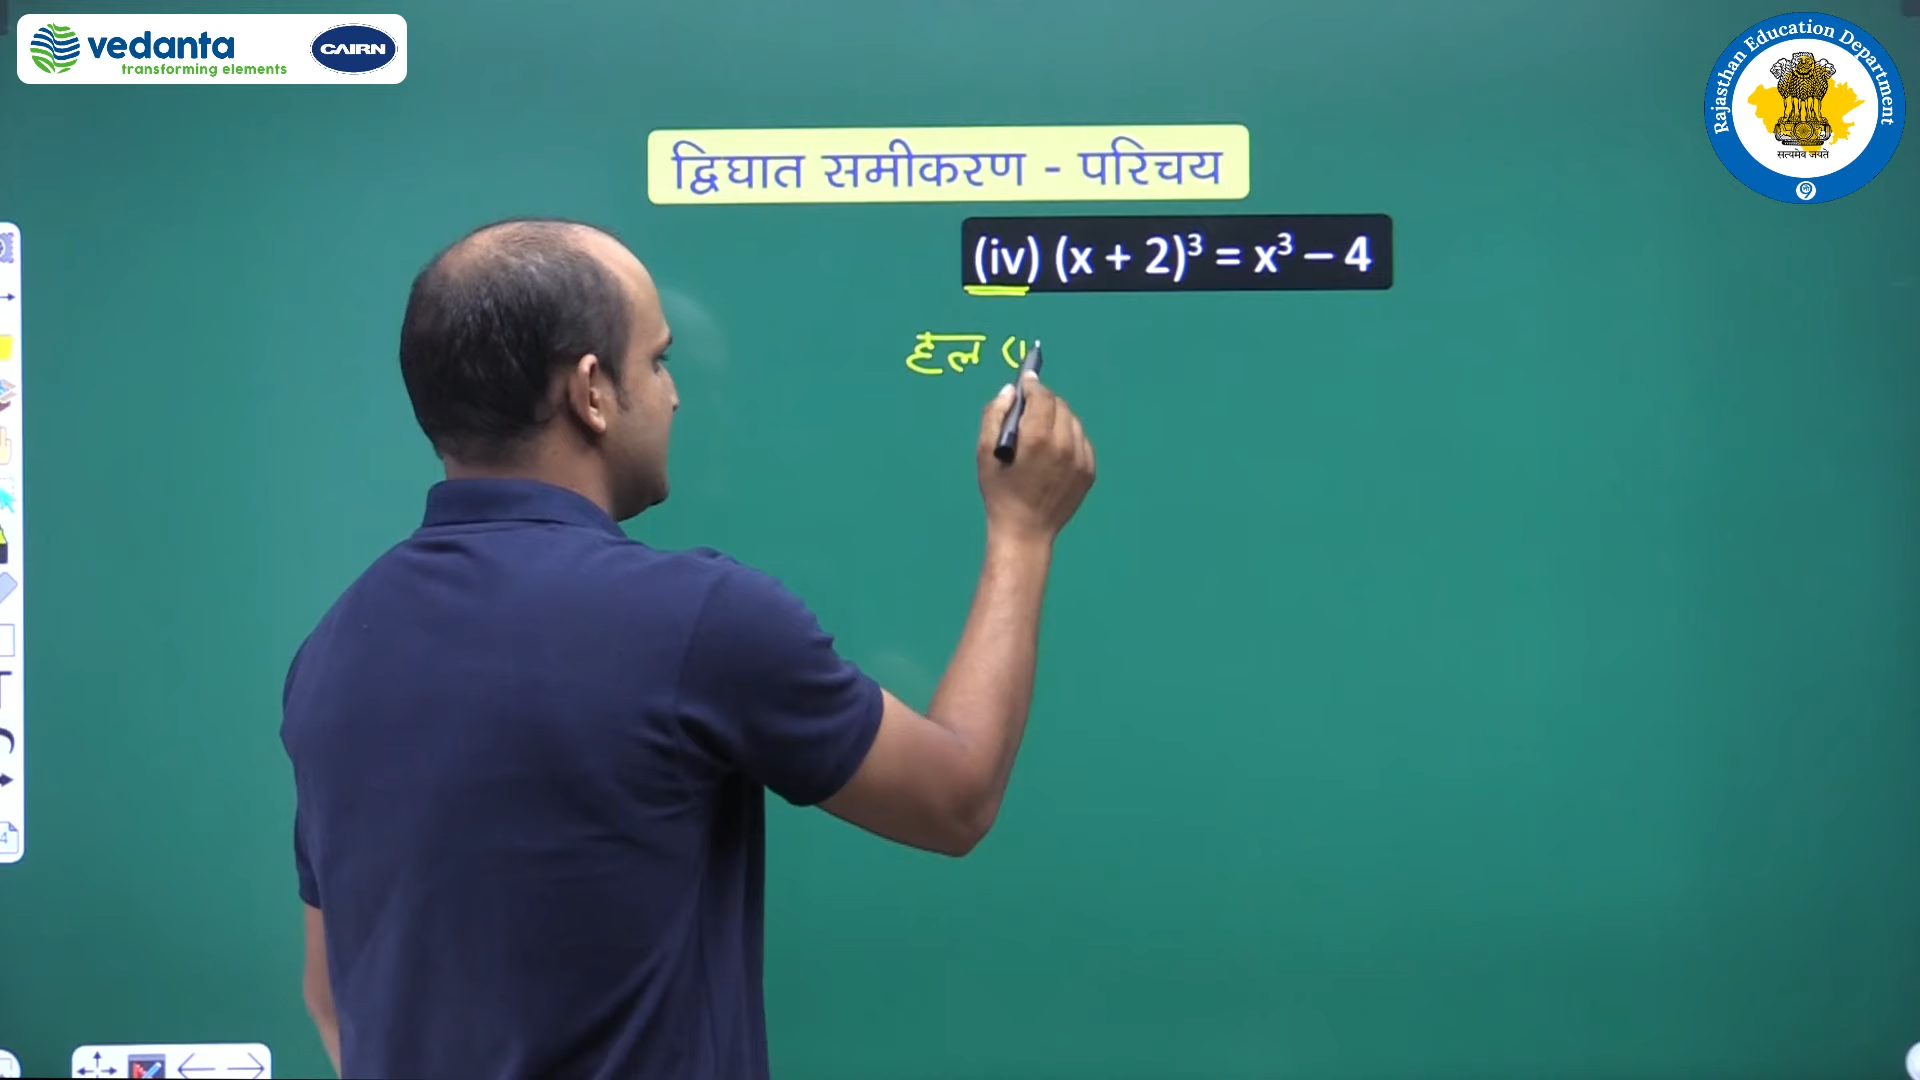 vedanta
transforming elements
CAIRN
Rajasthan Education Department
सत्यमेव जयते
द्विघात समीकरण - परिचय
(iv) (x + 2)³ = x³ – 4
हल (i